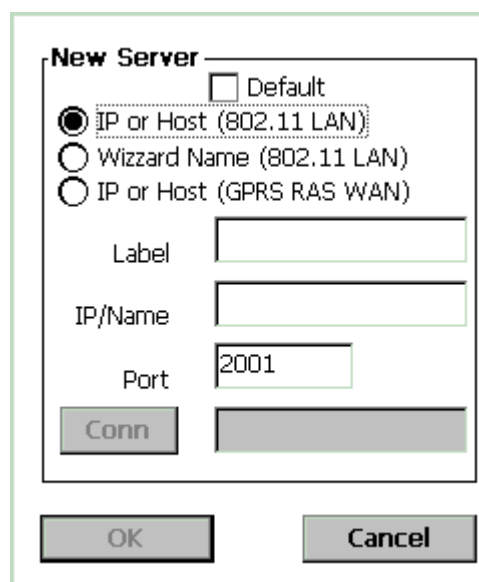 New Server
Default
IP or Host (802.11 LAN)
Wizzard Name (802.11 LAN)
IP or Host (GPRS RAS WAN)
Label
IP/Name
Port 2001
Conn
OK Cancel